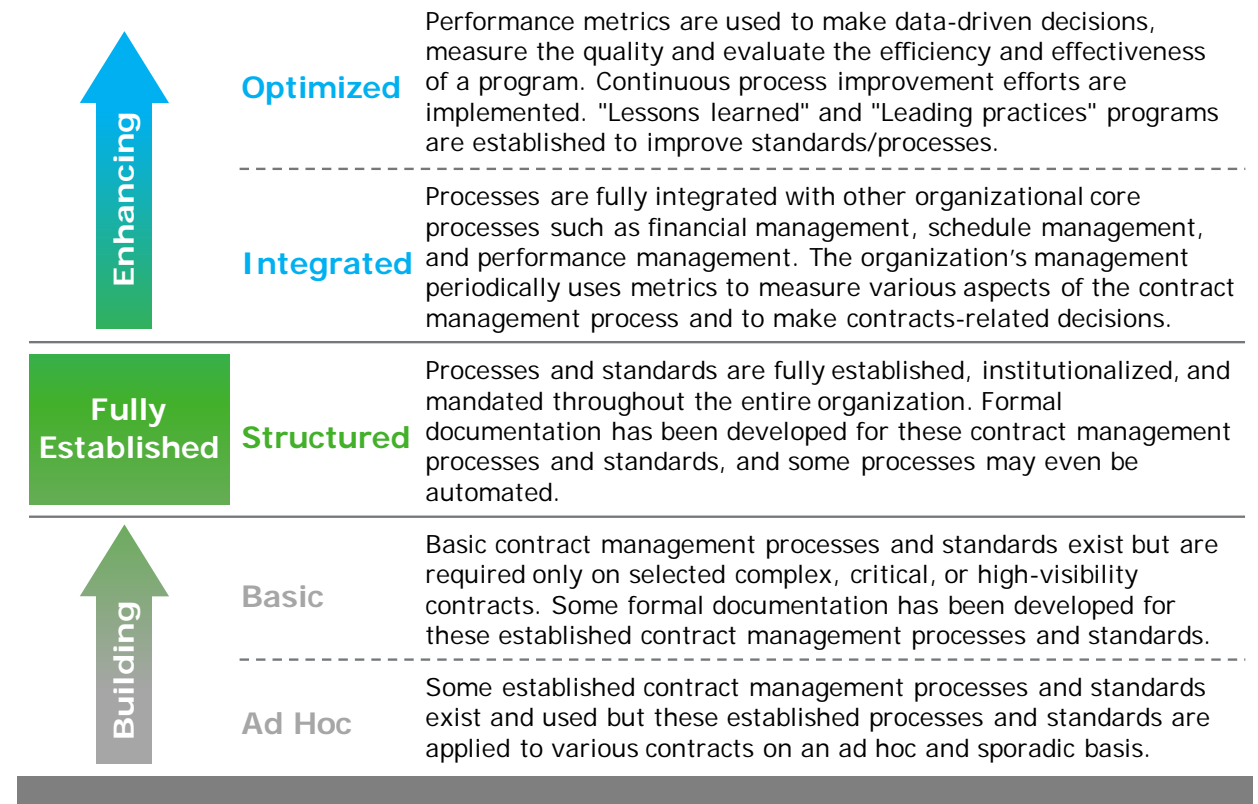 Enhancing
Optimized
Performance metrics are used to make data-driven decisions,
measure the quality and evaluate the efficiency and effectiveness
of a program. Continuous process improvement efforts are
implemented. "Lessons learned" and "Leading practices" programs
are established to improve standards/processes.
Integrated
Processes are fully integrated with other organizational core
processes such as financial management, schedule management,
and performance management. The organization’s management
periodically uses metrics to measure various aspects of the contract
management process and to make contracts-related decisions.
Fully
Established
Structured
Processes and standards are fully established, institutionalized, and
mandated throughout the entire organization. Formal
documentation has been developed for these contract management
processes and standards, and some processes may even be
automated.
Building
Basic
Basic contract management processes and standards exist but are
required only on selected complex, critical, or high-visibility
contracts. Some formal documentation has been developed for
these established contract management processes and standards.
Ad Hoc
Some established contract management processes and standards
exist and used but these established processes and standards are
applied to various contracts on an ad hoc and sporadic basis.